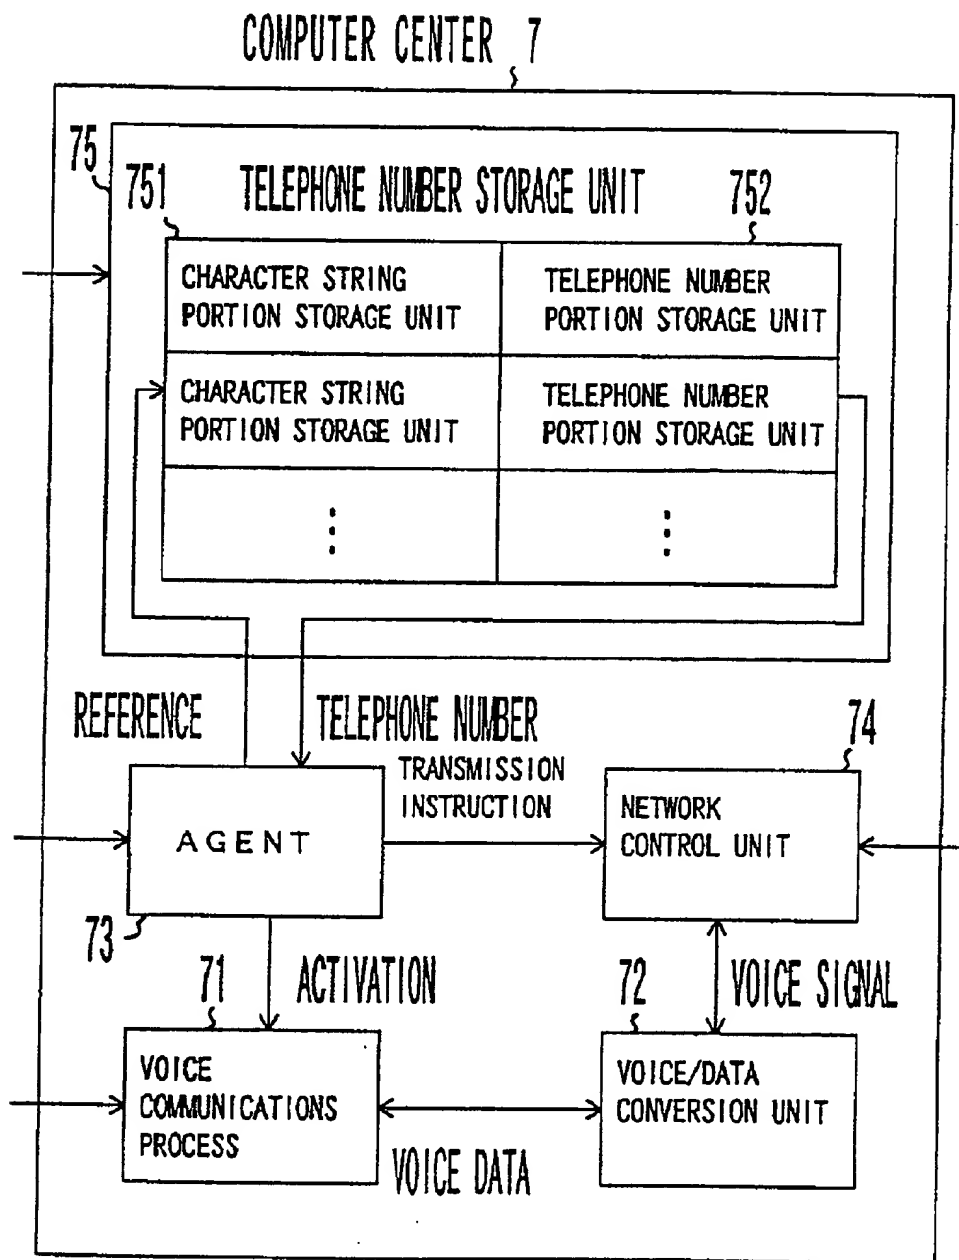 COMPUTER CENTER 7
75
751
TELEPHONE NUMBER STORAGE UNIT
752
CHARACTER STRING
PORTION STORAGE UNIT
TELEPHONE NUMBER
PORTION STORAGE UNIT
CHARACTER STRING
PORTION STORAGE UNIT
TELEPHONE NUMBER
PORTION STORAGE UNIT
REFERENCE
TELEPHONE NUMBER
74
TRANSMISSION
INSTRUCTION
AGENT
NETWORK
CONTROL UNIT
73
71
ACTIVATION
72
VOICE SIGNAL
VOICE
COMMUNICATIONS
PROCESS
VOICE/DATA
CONVERSION UNIT
VOICE DATA